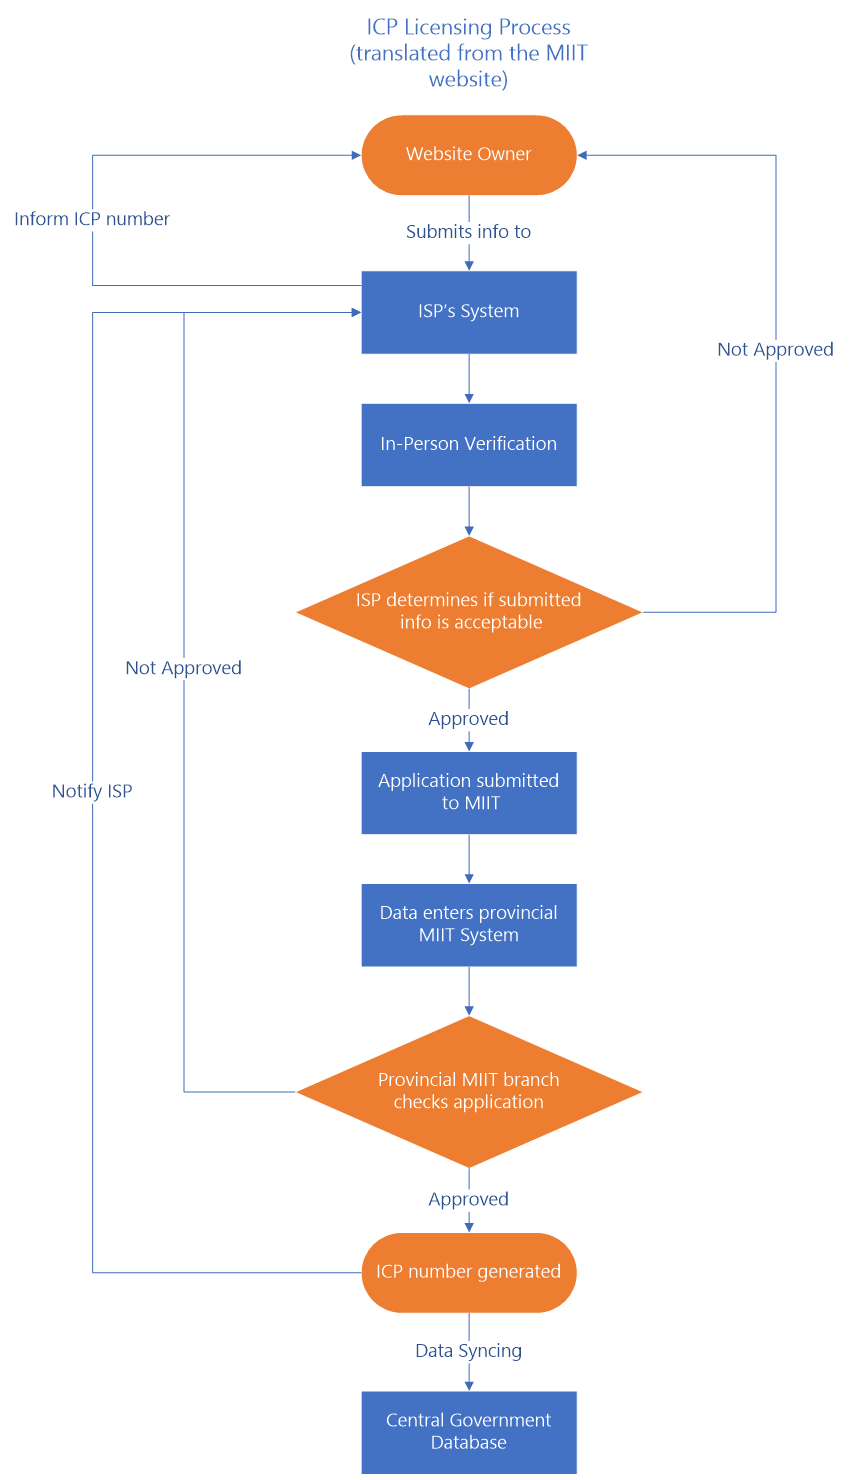 ICP Licensing Process
(translated from the MIIT
website)
Website Owner
Inform ICP number
Submits info to
ISP's System
Not Approved
In-Person Verification
ISP determines if submitted
info is acceptable
Not Approved
Approved
Application submitted
to MIIT
Notify ISP
Data enters provincial
MIIT System
Provincial MIIT branch
checks application
Approved
ICP number generated
Data Syncing
Central Government
Database